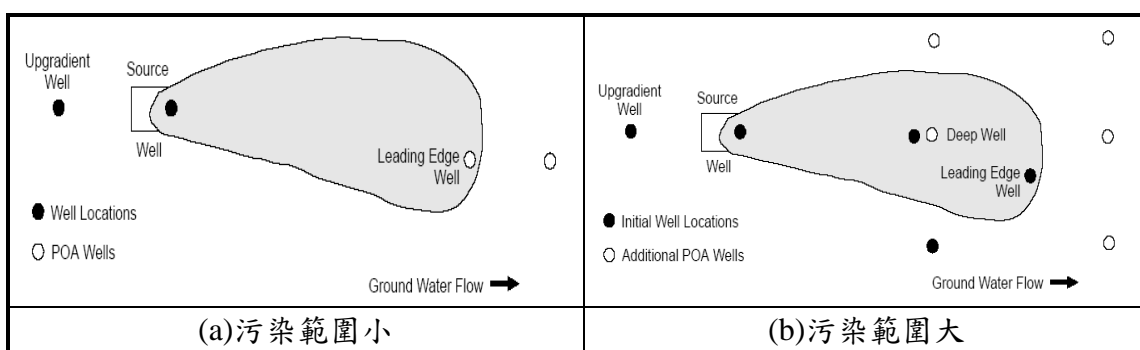 Upgradient
Well
Source
Well
Leading Edge
Well
Well Locations
POA Wells
Ground Water Flow
(a)污染範圍小
Upgradient
Well
Source
Well
Deep Well
Leading Edge
Well
Initial Well Locations
Additional POA Wells
Ground Water Flow
(b)污染範圍大